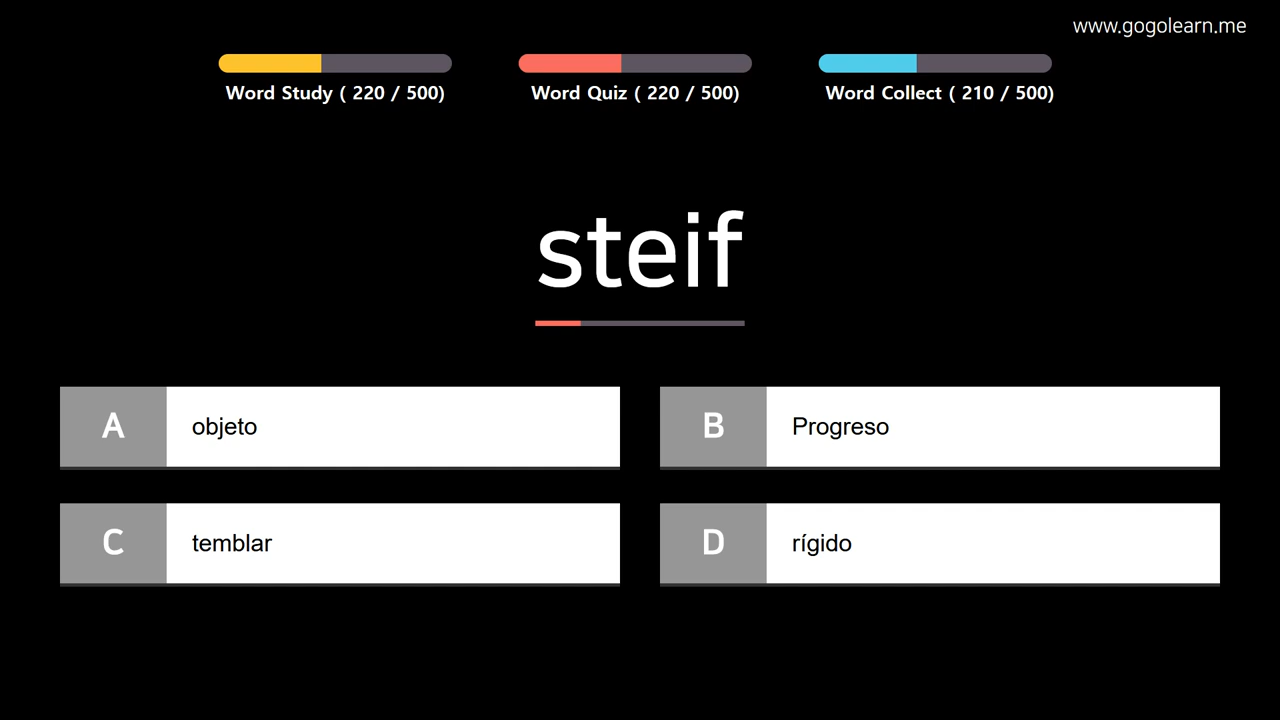 www.gogolearn.me
Word Study ( 220 / 500)
Word Quiz ( 220 / 500)
Word Collect ( 210 / 500)
steif
A
objeto
B
Progreso
C
temblar
D
rígido